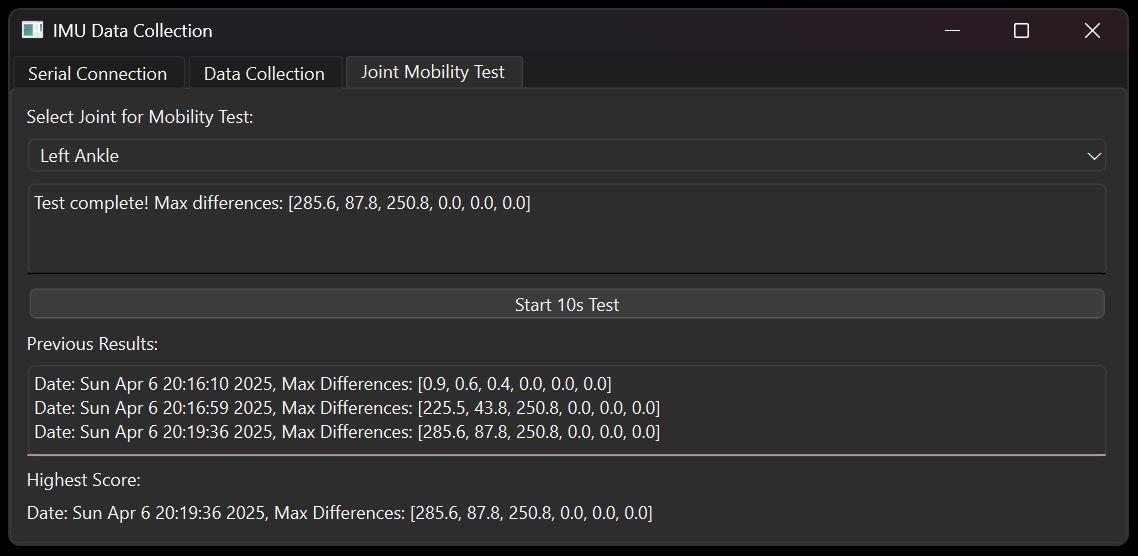 IMU Data Collection
Serial Connection
Data Collection
Joint Mobility Test
Select Joint for Mobility Test:
Left Ankle
Test complete! Max differences: [285.6, 87.8, 250.8, 0.0, 0.0, 0.0]
Start 10s Test
Previous Results:
Date: Sun Apr 6 20:16:10 2025, Max Differences: [0.9, 0.6, 0.4, 0.0, 0.0, 0.0]
Date: Sun Apr 6 20:16:59 2025, Max Differences: [225.5, 43.8, 250.8, 0.0, 0.0, 0.0]
Date: Sun Apr 6 20:19:36 2025, Max Differences: [285.6, 87.8, 250.8, 0.0, 0.0, 0.0]
Highest Score:
Date: Sun Apr 6 20:19:36 2025, Max Differences: [285.6, 87.8, 250.8, 0.0, 0.0, 0.0]